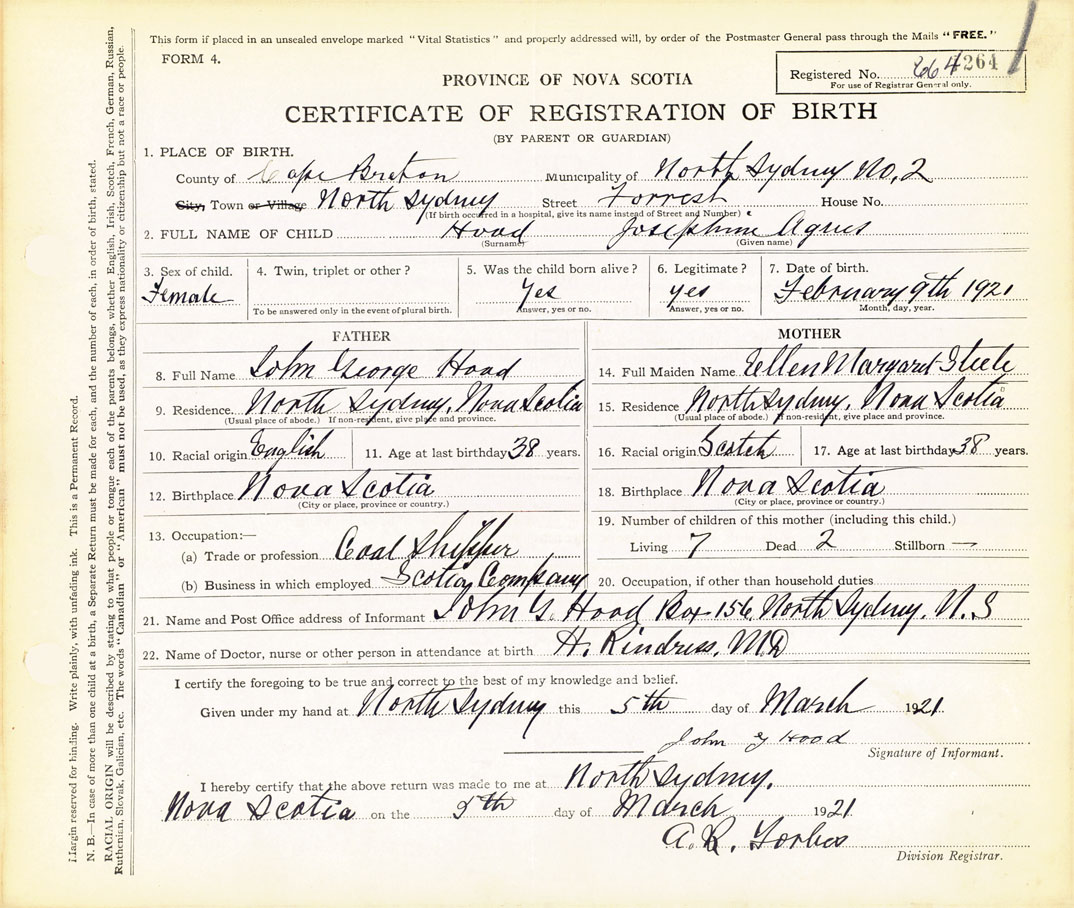 This form if placed in an unsealed envelope marked "Vital Statistics" and properly addressed will, by order of the Postmaster General pass through the Mails "FREE."
FORM 4.
PROVINCE OF NOVA SCOTIA
Registered No. 664 264
For use of Registrar General only.
CERTIFICATE OF REGISTRATION OF BIRTH
(BY PARENT OR GUARDIAN)
1. PLACE OF BIRTH.
County of Cape Breton Municipality of North Sydney No, 2
City, Town or Village North Sydney Street Forrest House No.
(If birth occurred in a hospital, give its name instead of Street and Number)
2. FULL NAME OF CHILD Hood Josephine Agnes
(Surname) (Given name)
3. Sex of child. 4. Twin, triplet or other? 5. Was the child born alive? 6. Legitimate? 7. Date of birth.
Female Yes yes February 9th 1921
To be answered only in the event of plural birth. Answer, yes or no. Answer, yes or no. Month, day, year.
FATHER MOTHER
8. Full Name John George Hood 14. Full Maiden Name Ellen Margaret Steele
9. Residence. North Sydney, Nova Scotia 15. Residence North Sydney, Nova Scotia
(Usual place of abode.) If non-resident, give place and province. (Usual place of abode.) If non-resident, give place and province.
10. Racial origin English 11. Age at last birthday 38 years. 16. Racial origin Scotch 17. Age at last birthday 38 years.
12. Birthplace Nova Scotia 18. Birthplace Nova Scotia
(City or place, province or country.) (City or place, province or country.)
13. Occupation:— 19. Number of children of this mother (including this child.)
(a) Trade or profession Coal Shipper Living 7 Dead 2 Stillborn —
(b) Business in which employed Scotia Company 20. Occupation, if other than household duties
21. Name and Post Office address of Informant John G. Hood Box 156, North Sydney, N.S
22. Name of Doctor, nurse or other person in attendance at birth H. Rindress, M.D
I certify the foregoing to be true and correct to the best of my knowledge and belief.
Given under my hand at North Sydney this 5th day of March 1921
John G Hood
Signature of Informant.
I hereby certify that the above return was made to me at North Sydney,
Nova Scotia on the 5th day of March 1921
A. R. Forbes
Division Registrar.
Margin reserved for binding. Write plainly, with unfading ink. This is a Permanent Record.
N. B.—In case of more than one child at a birth, a Separate Return must be made for each, and the number of each, in order of birth, stated.
RACIAL ORIGIN will be described by stating to what people or tongue each of the parents belongs, whether English, Irish, Scotch, French, German, Russian,
Ruthenian, Slovak, Galician, etc. The words "Canadian" or "American" must not be used, as they express nationality or citizenship but not a race or people.